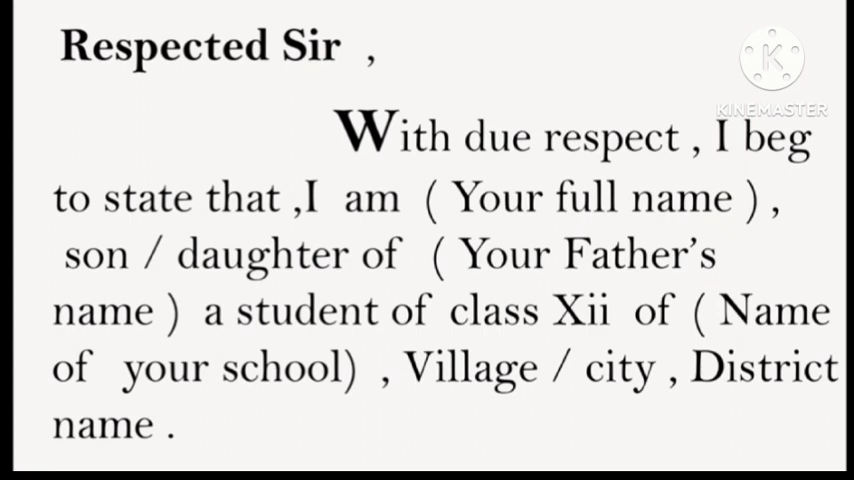 Respected Sir ,
KINEMASTER
With due respect , I beg
to state that ,I am ( Your full name ) ,
son / daughter of ( Your Father's
name ) a student of class Xii of ( Name
of your school) , Village / city , District
name .